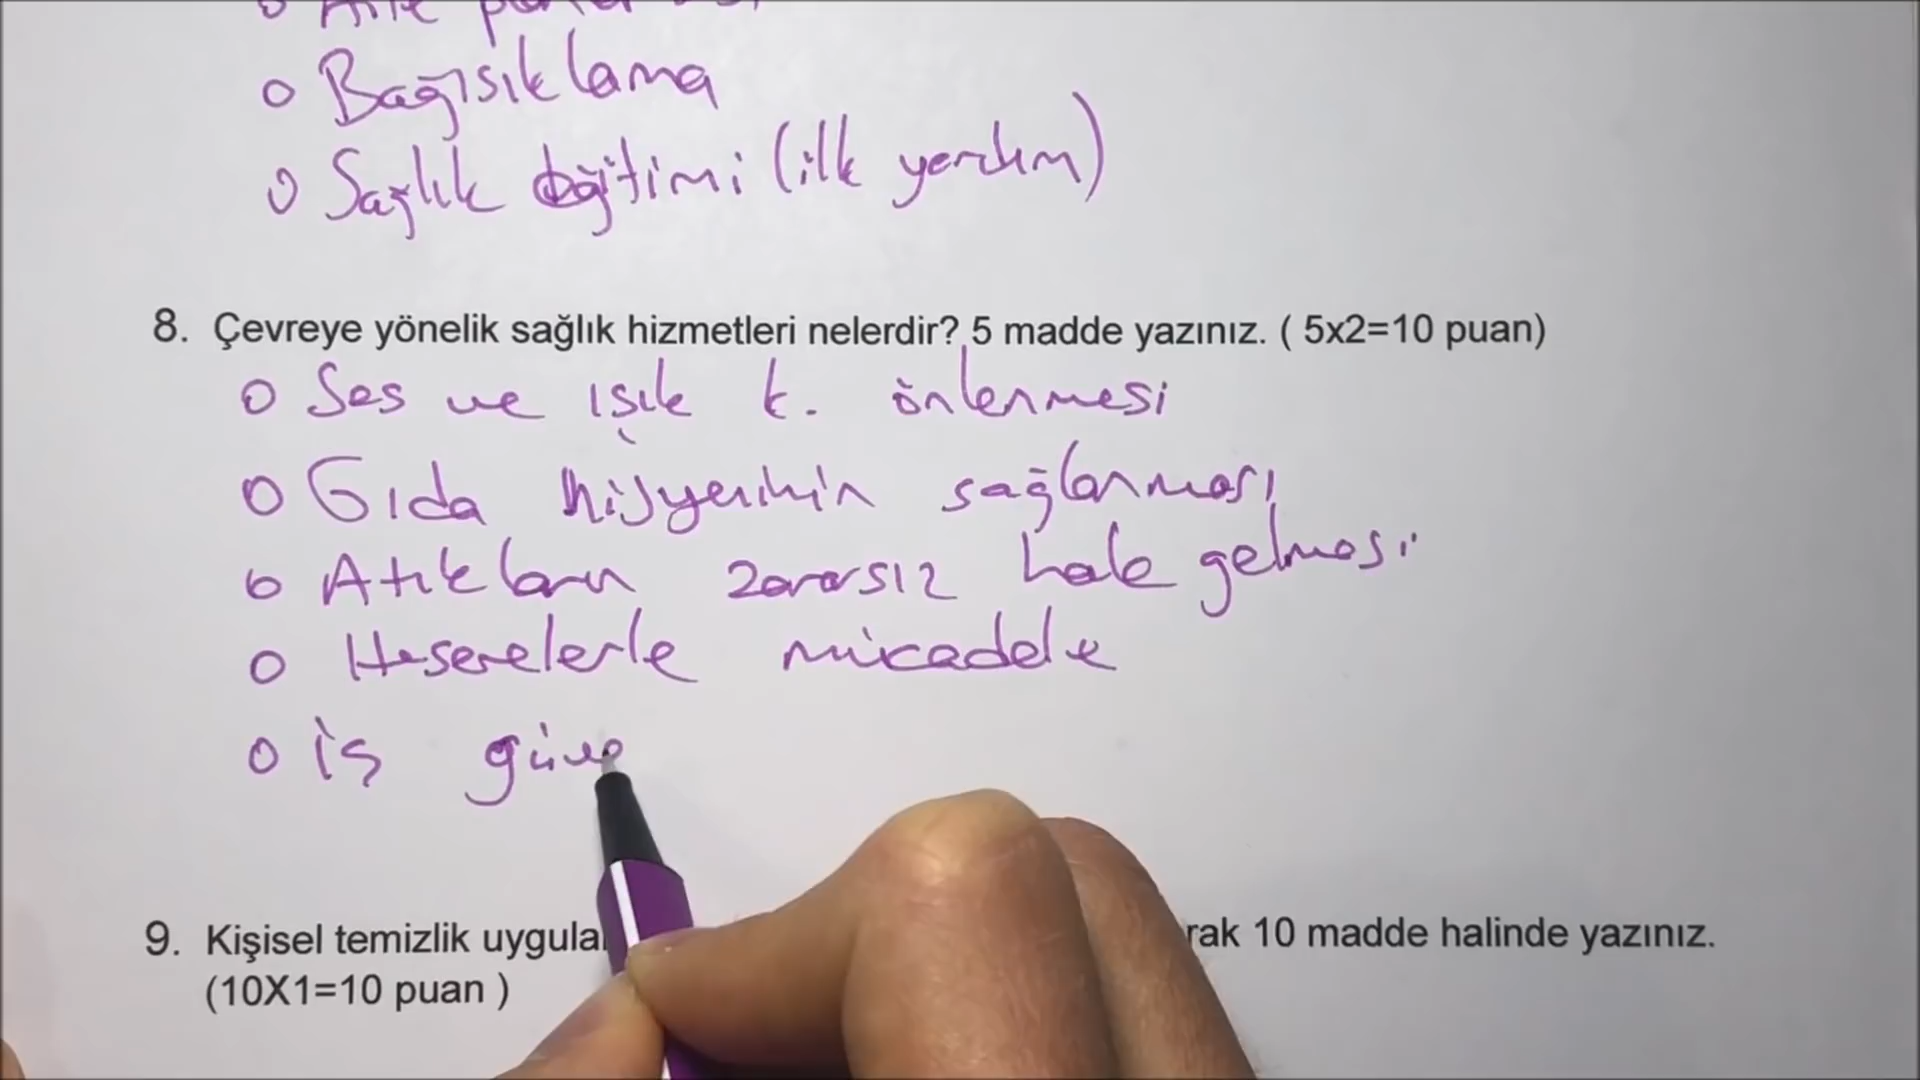 o Bağışıklama
o Sağlık eğitimi (ilk yardım)
8. Çevreye yönelik sağlık hizmetleri nelerdir? 5 madde yazınız. ( 5x2=10 puan)
o Ses ve ışık k. önlenmesi
o Gıda hijyeninin sağlanması
o Atıkların zararsız hale gelmesi
o Haşerelerle mücadele
o iş güve
9. Kişisel temizlik uygula rak 10 madde halinde yazınız.
(10X1=10 puan )